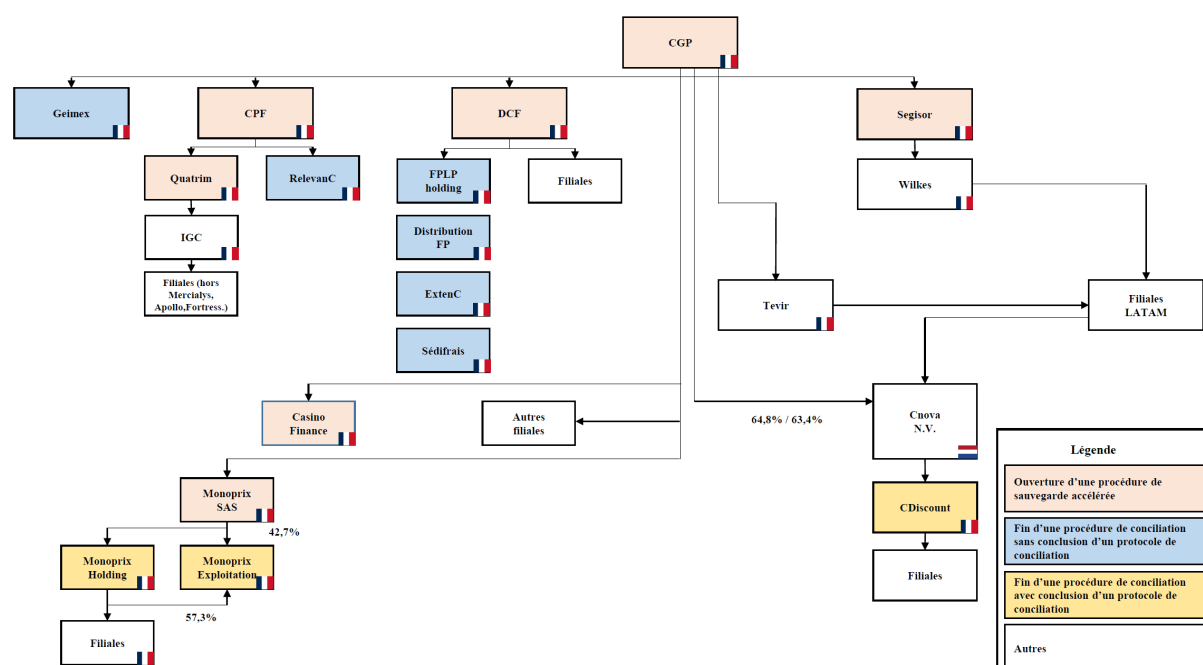 CGP
Geimex
CPF
DCF
Segisor
Quatrim
RelevanC
FPLP
holding
Filiales
Wilkes
IGC
Distribution
FP
Filiales (hors
Mercialys,
Apollo,Fortress.)
ExtenC
Tevir
Filiales
LATAM
Sédifrais
Casino
Finance
Autres
filiales
64,8% / 63,4%
Cnova
N.V.
Monoprix
SAS
42,7%
CDiscount
Monoprix
Holding
Monoprix
Exploitation
57,3%
Filiales
Filiales
Légende
Ouverture d’une procédure de
sauvegarde accélérée
Fin d’une procédure de conciliation
sans conclusion d’un protocole de
conciliation
Fin d’une procédure de conciliation
avec conclusion d’un protocole de
conciliation
Autres